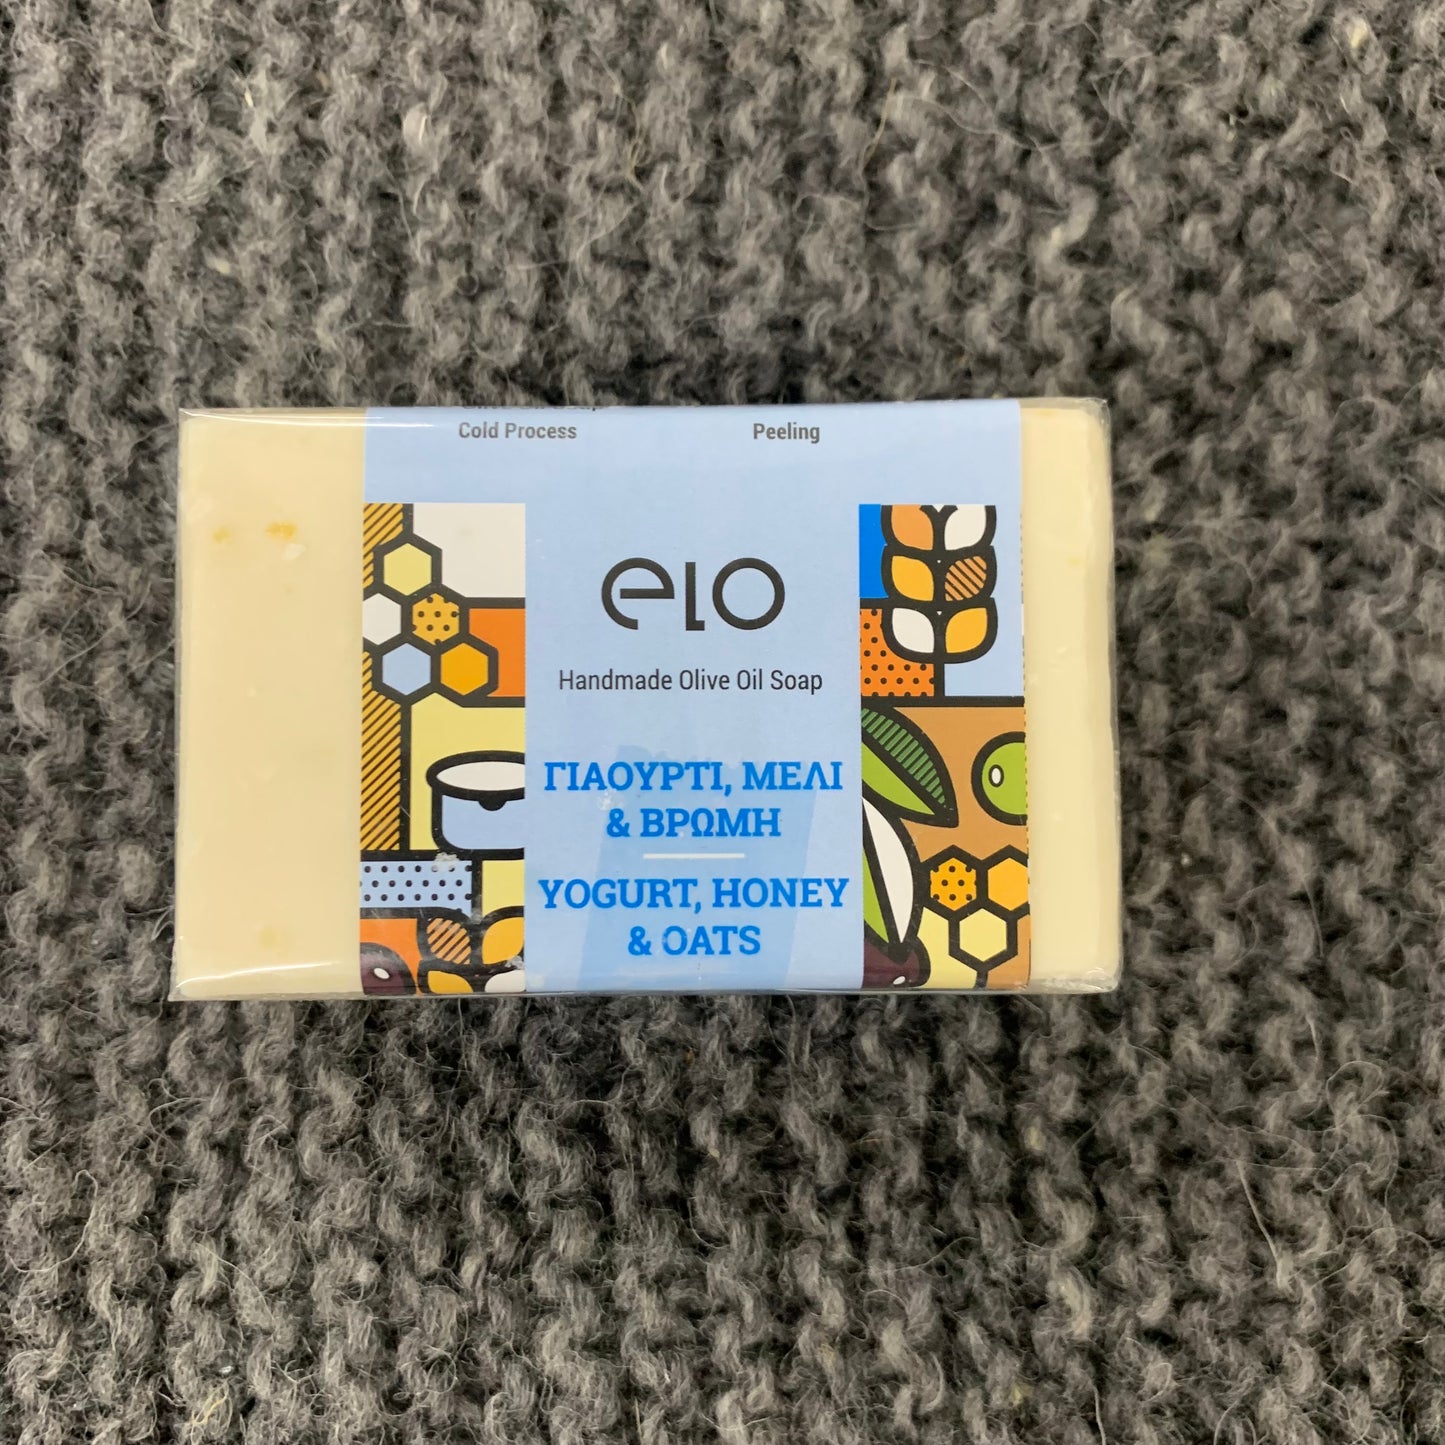 Cold Process Peeling
elo
Handmade Olive Oil Soap
ΓΙΑΟΥΡΤΙ, ΜΕΛΙ
& ΒΡΩΜΗ
YOGURT, HONEY
& OATS